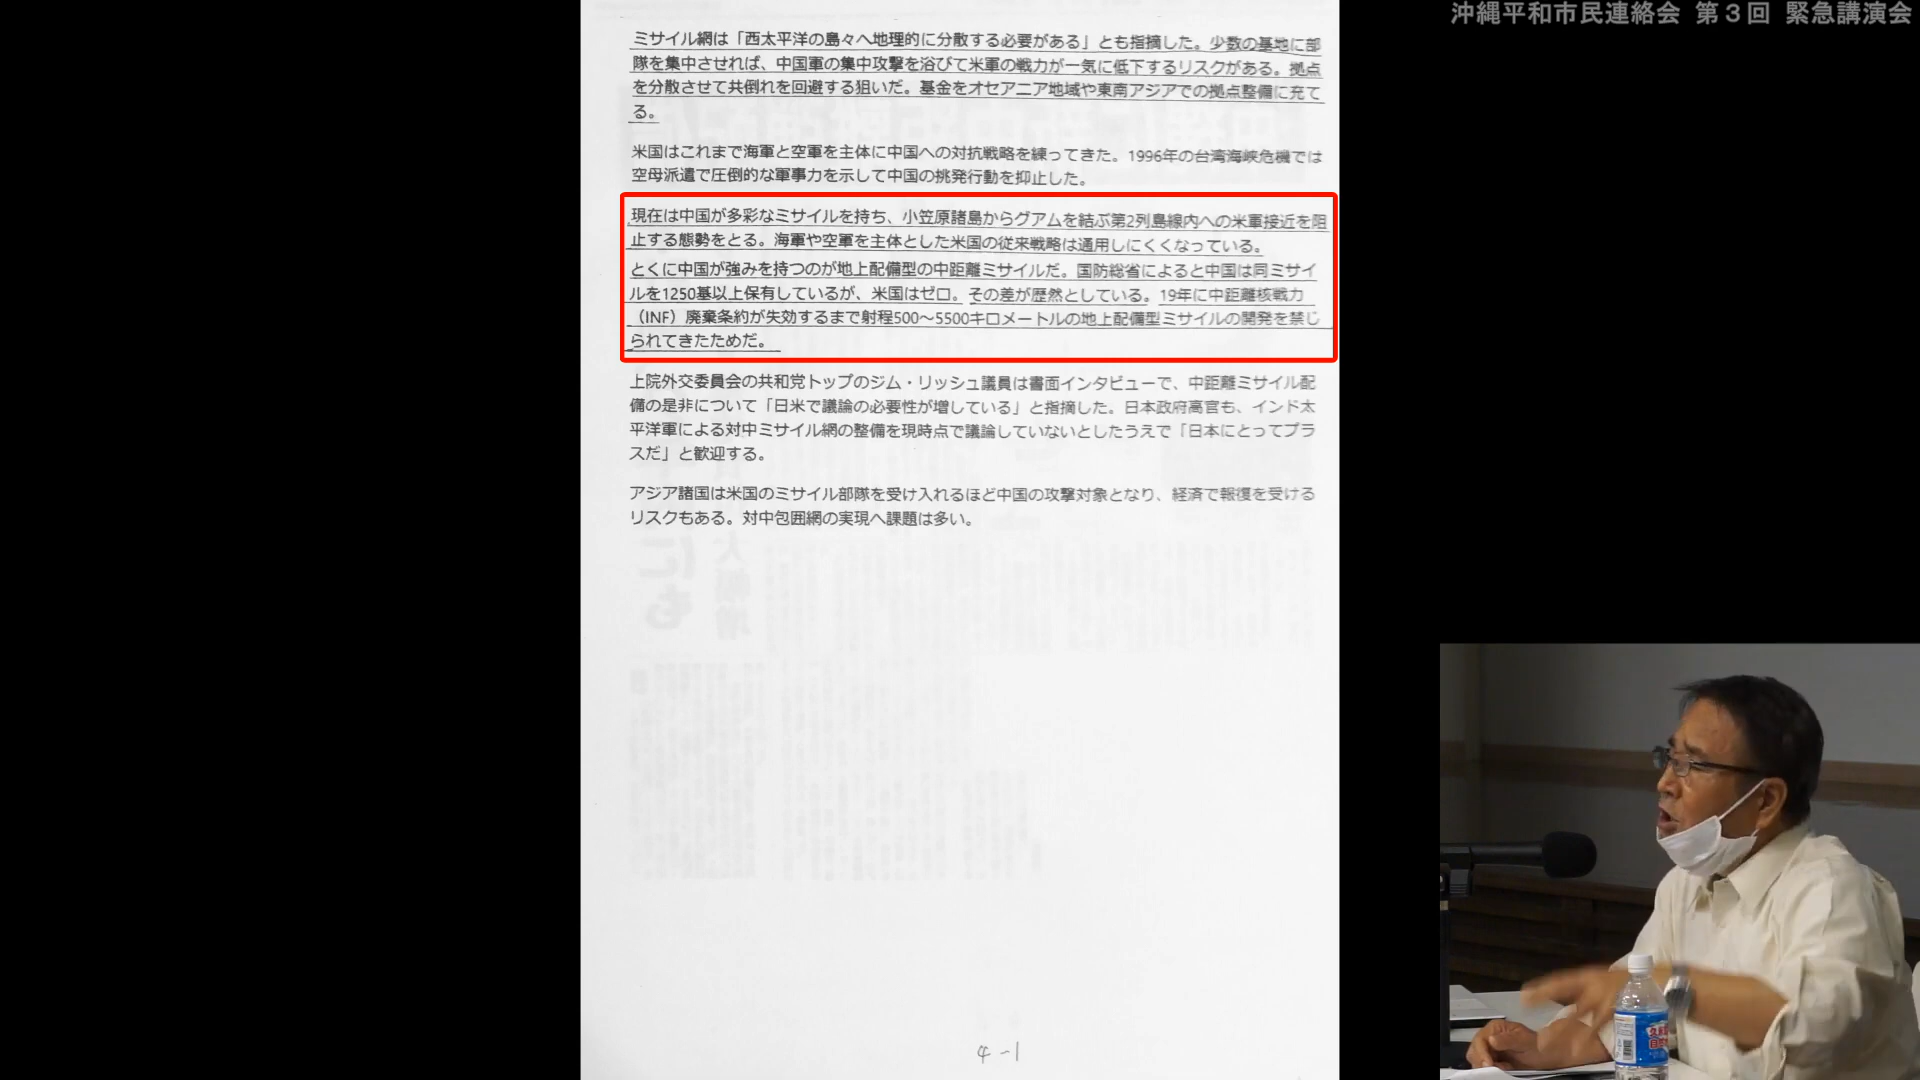 沖縄平和市民連絡会 第３回 緊急講演会
ミサイル網は「西太平洋の島々へ地理的に分散する必要がある」とも指摘した。少数の基地に部
隊を集中させれば、中国軍の集中攻撃を浴びて米軍の戦力が一気に低下するリスクがある。拠点
を分散させて共倒れを回避する狙いだ。基金をオセアニア地域や東南アジアでの拠点整備に充て
る。
米国はこれまで海軍と空軍を主体に中国への対抗戦略を練ってきた。1996年の台湾海峡危機では
空母派遣で圧倒的な軍事力を示して中国の挑発行動を抑止した。
現在は中国が多彩なミサイルを持ち、小笠原諸島からグアムを結ぶ第2列島線内への米軍接近を阻
止する態勢をとる。海軍や空軍を主体とした米国の従来戦略は通用しにくくなっている。
とくに中国が強みを持つのが地上配備型の中距離ミサイルだ。国防総省によると中国は同ミサイ
ルを1250基以上保有しているが、米国はゼロ。その差が歴然としている。19年に中距離核戦力
（INF）廃棄条約が失効するまで射程500～5500キロメートルの地上配備型ミサイルの開発を禁じ
られてきたためだ。
上院外交委員会の共和党トップのジム・リッシュ議員は書面インタビューで、中距離ミサイル配
備の是非について「日米で議論の必要性が増している」と指摘した。日本政府高官も、インド太
平洋軍による対中ミサイル網の整備を現時点で議論していないとしたうえで「日本にとってプラ
スだ」と歓迎する。
アジア諸国は米国のミサイル部隊を受け入れるほど中国の攻撃対象となり、経済で報復を受ける
リスクもある。対中包囲網の実現へ課題は多い。
4-1